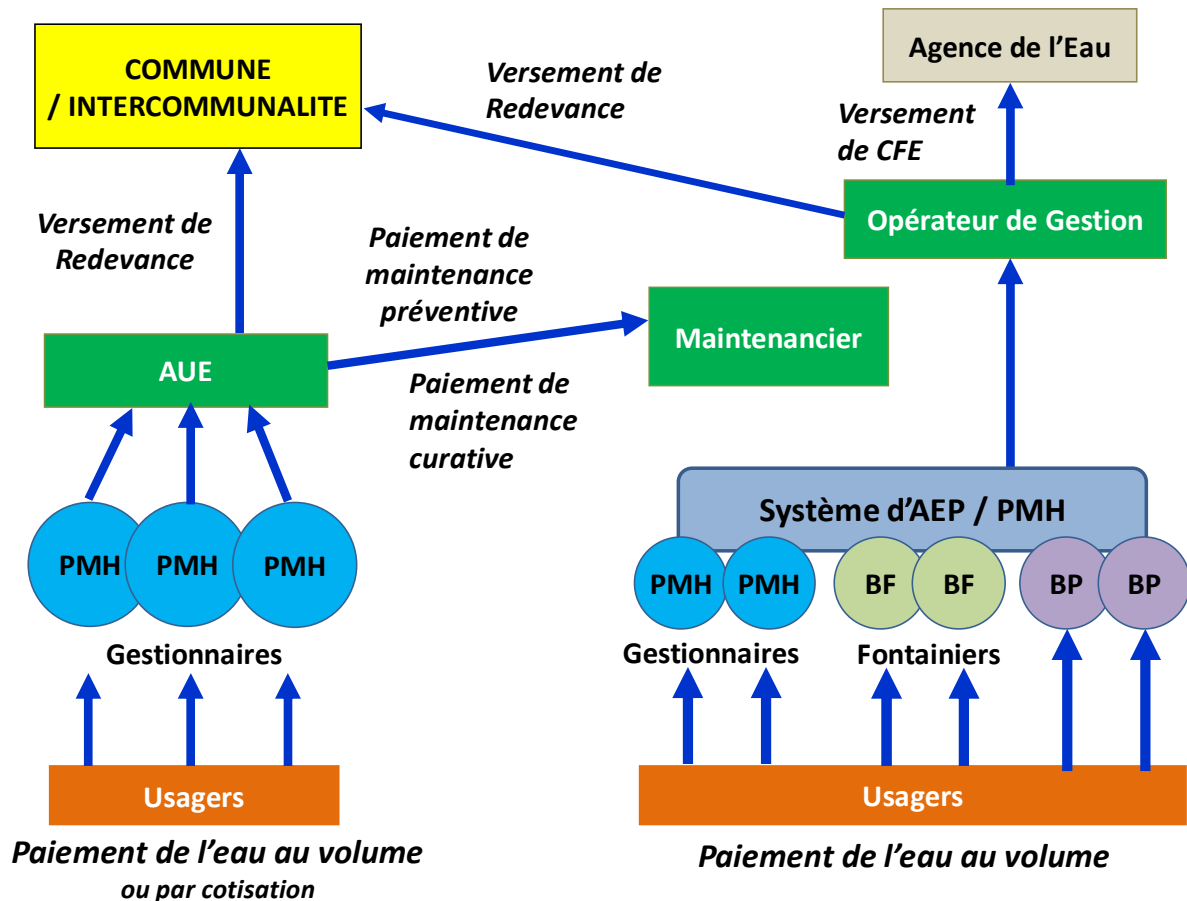 COMMUNE
/ INTERCOMMUNALITE
Versement de
Redevance
Agence de l’Eau
Versement
de CFE
Opérateur de Gestion
Versement de
Redevance
Paiement de
maintenance
préventive
Maintenancier
AUE
Paiement de
maintenance
curative
Système d’AEP / PMH
PMH
PMH
PMH
PMH
PMH
BF
BF
BP
BP
Gestionnaires
Gestionnaires
Fontainiers
Usagers
Usagers
Paiement de l’eau au volume
ou par cotisation
Paiement de l’eau au volume